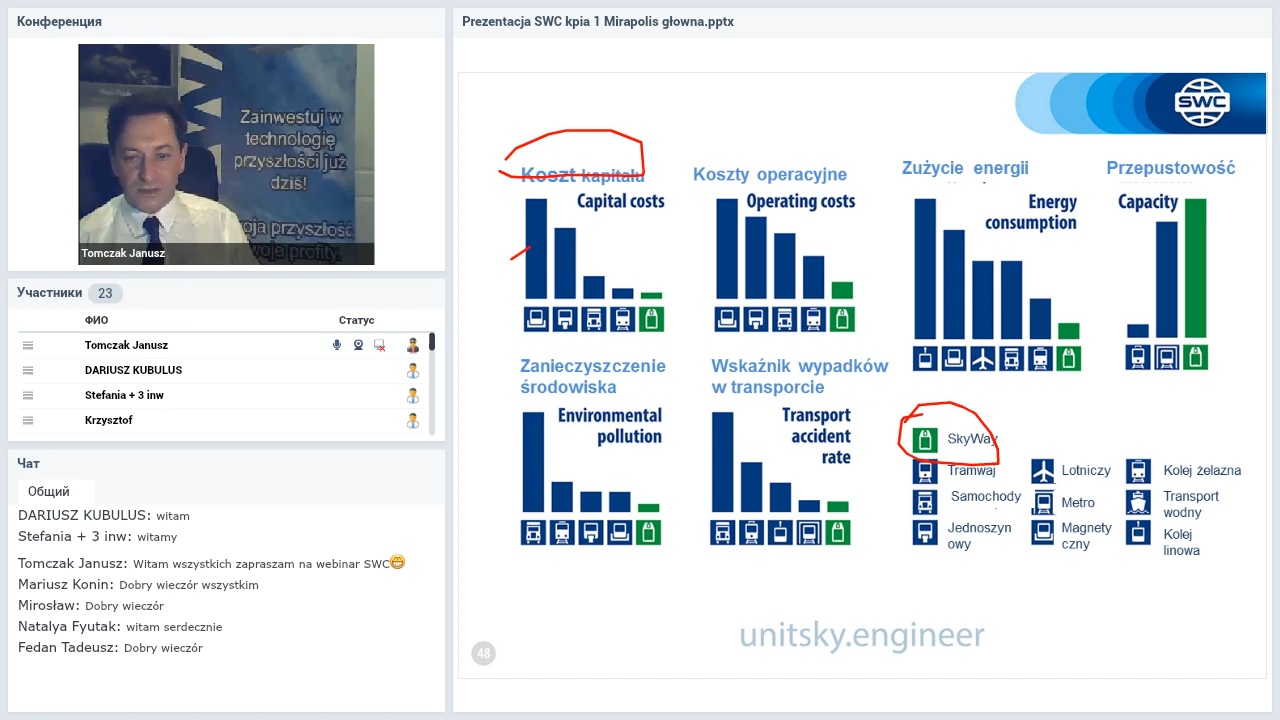 Конференция
Zainwestuj w
technologię
przyszłości już
dziś!
Tomczak Janusz
Участники 23
ФИО Статус
Tomczak Janusz
DARIUSZ KUBULUS
Stefania + 3 inw
Krzysztof
Чат
Общий
DARIUSZ KUBULUS: witam
Stefania + 3 inw: witamy
Tomczak Janusz: Witam wszystkich zapraszam na webinar SWC
Mariusz Konin: Dobry wieczór wszystkim
Mirosław: Dobry wieczór
Natalya Fyutak: witam serdecznie
Fedan Tadeusz: Dobry wieczór
Prezentacja SWC kpia 1 Mirapolis głowna.pptx
SWC
Koszt kapitału
Capital costs
Koszty operacyjne
Operating costs
Zużycie energii
Energy
consumption
Przepustowość
Capacity
Zanieczyszczenie
środowiska
Environmental
pollution
Wskaźnik wypadków
w transporcie
Transport
accident
rate
SkyWay
Tramwaj
Lotniczy
Kolej żelazna
Samochody
Metro
Transport
wodny
Jednoszyn
owy
Magnety
czny
Kolej
linowa
unitsky.engineer
48